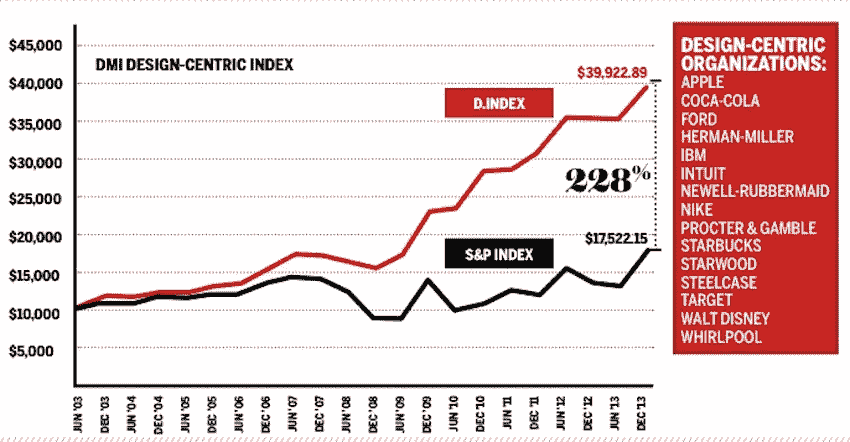 DMI DESIGN-CENTRIC INDEX
$45,000
$40,000
$35,000
$30,000
$25,000
$20,000
$15,000
$10,000
$5,000
$39,922.89
D.INDEX
228%
$17,522.15
S&P INDEX
JUN '03
DEC '03
JUN '04
DEC '04
JUN '05
DEC '05
JUN '06
DEC '06
JUN '07
DEC '07
JUN '08
DEC '08
JUN '09
DEC '09
JUN '10
DEC '10
JUN '11
DEC '11
JUN '12
DEC '12
JUN '13
DEC '13
DESIGN-CENTRIC
ORGANIZATIONS:
APPLE
COCA-COLA
FORD
HERMAN-MILLER
IBM
INTUIT
NEWELL-RUBBERMAID
NIKE
PROCTER & GAMBLE
STARBUCKS
STARWOOD
STEELCASE
TARGET
WALT DISNEY
WHIRLPOOL